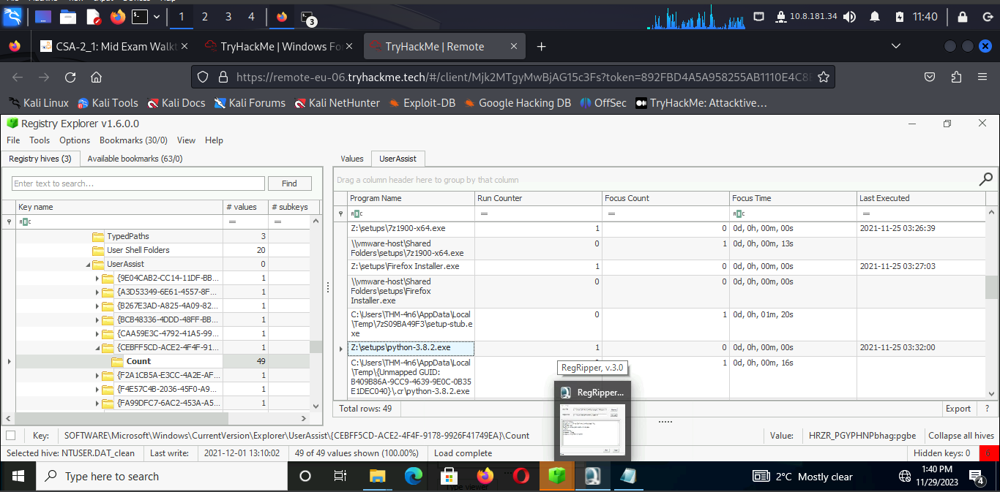 1
2
3
4
3
10.8.181.34
11:40
CSA-2_1: Mid Exam Walkt
TryHackMe | Windows Fo
TryHackMe | Remote
https://remote-eu-06.tryhackme.tech/#/client/Mjk2MTgyMwBjAG15c3Fs?token=892FBD4A5A958255AB1110E4C8
Kali Linux
Kali Tools
Kali Docs
Kali Forums
Kali NetHunter
Exploit-DB
Google Hacking DB
OffSec
TryHackMe: Attacktive...
Registry Explorer v1.6.0.0
File Tools Options Bookmarks (30/0) View Help
Registry hives (3) Available bookmarks (63/0)
Enter text to search... Find
Key name # values # subkeys
TypedPaths 3
User Shell Folders 20
UserAssist 0
{9E04CAB2-CC14-11DF-BB... 1
{A3D53349-6E61-4557-8F... 1
{B267E3AD-A825-4A09-82... 1
{BCB48336-4DDD-48FF-BB... 1
{CAA59E3C-4792-41A5-99... 1
{CEBFF5CD-ACE2-4F4F-91... 1
Count 49
{F2A1CB5A-E3CC-4A2E-AF... 1
{F4E57C4B-2036-45F0-A9... 1
{FA99DFC7-6AC2-453A-A5... 1
Values UserAssist
Drag a column header here to group by that column
Program Name Run Counter Focus Count Focus Time Last Executed
Z:\setups\7z1900-x64.exe 1 0 0d, 0h, 00m, 00s 2021-11-25 03:26:39
\\vmware-host\Shared 0 1 0d, 0h, 00m, 13s
Folders\setups\7z1900-x64.exe
Z:\setups\Firefox Installer.exe 1 0 0d, 0h, 00m, 00s 2021-11-25 03:27:03
\\vmware-host\Shared 0 0 0d, 0h, 00m, 00s
Folders\setups\Firefox
Installer.exe
C:\Users\THM-4n6\AppData\Local 0 1 0d, 0h, 01m, 20s
\Temp\7zS09BA49F3\setup-stub.e
xe
Z:\setups\python-3.8.2.exe 1 0 0d, 0h, 00m, 00s 2021-11-25 03:32:00
C:\Users\THM-4n6\AppData\Local 1 0d, 0h, 00m, 16s
\Temp\{Unmapped GUID:
B409B86A-9CC9-4639-9E0C-0B35
E1DEC040}\.cr\python-3.8.2.exe
RegRipper, v.3.0
RegRipper...
Total rows: 49 Export ?
Key: SOFTWARE\Microsoft\Windows\CurrentVersion\Explorer\UserAssist\{CEBFF5CD-ACE2-4F4F-9178-9926F41749EA}\Count Value: HRZR_PGYPHNPbhag:pgbe Collapse all hives
Selected hive: NTUSER.DAT_clean Last write: 2021-12-01 13:10:02 49 of 49 values shown (100.00%) Load complete Hidden keys: 0
Type here to search
Type viewer
2°C Mostly clear
1:40 PM
11/29/2023
4